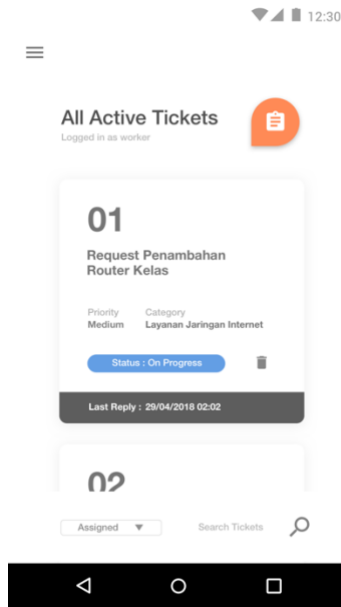 12:30
All Active Tickets
Logged in as worker
01
Request Penambahan
Router Kelas
Priority Category
Medium Layanan Jaringan Internet
Status : On Progress
Last Reply : 29/04/2018 02:02
02
Assigned Search Tickets